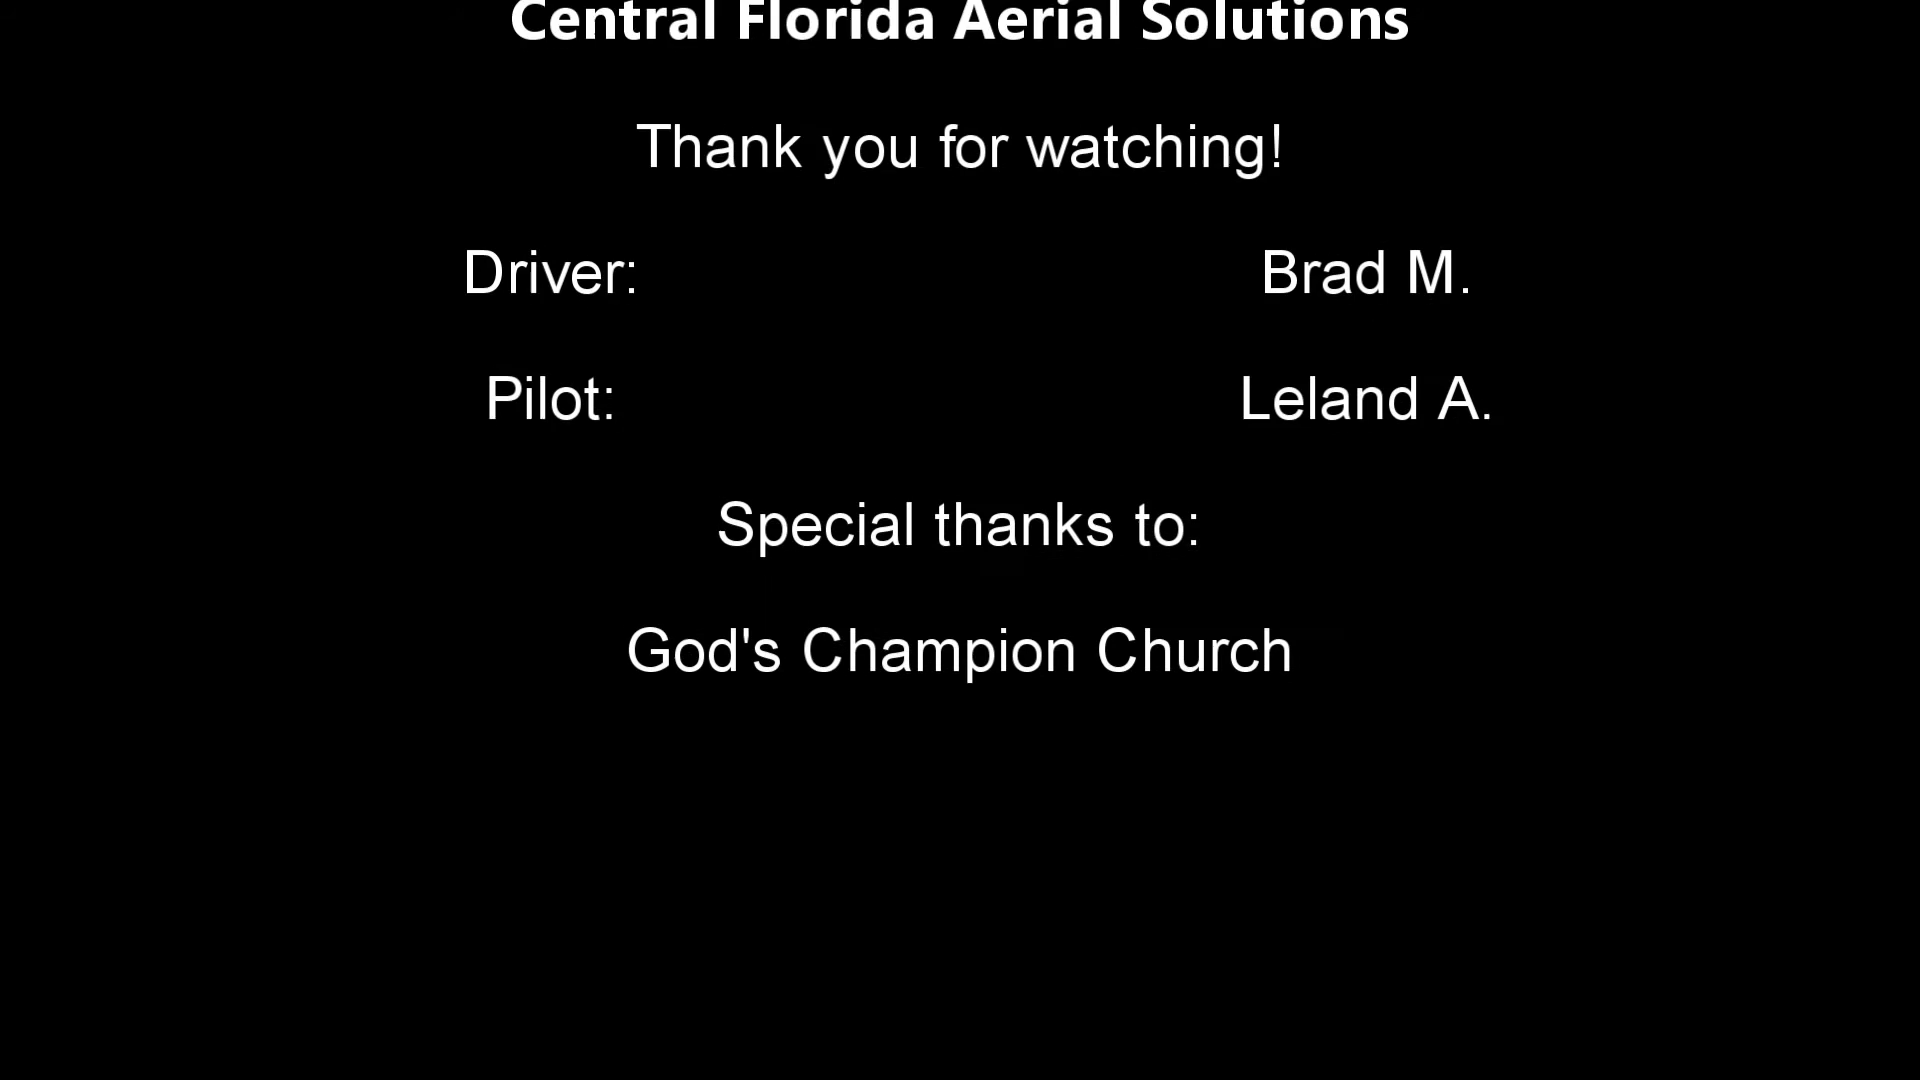 Central Florida Aerial Solutions
Thank you for watching!
Driver: Brad M.
Pilot: Leland A.
Special thanks to:
God's Champion Church